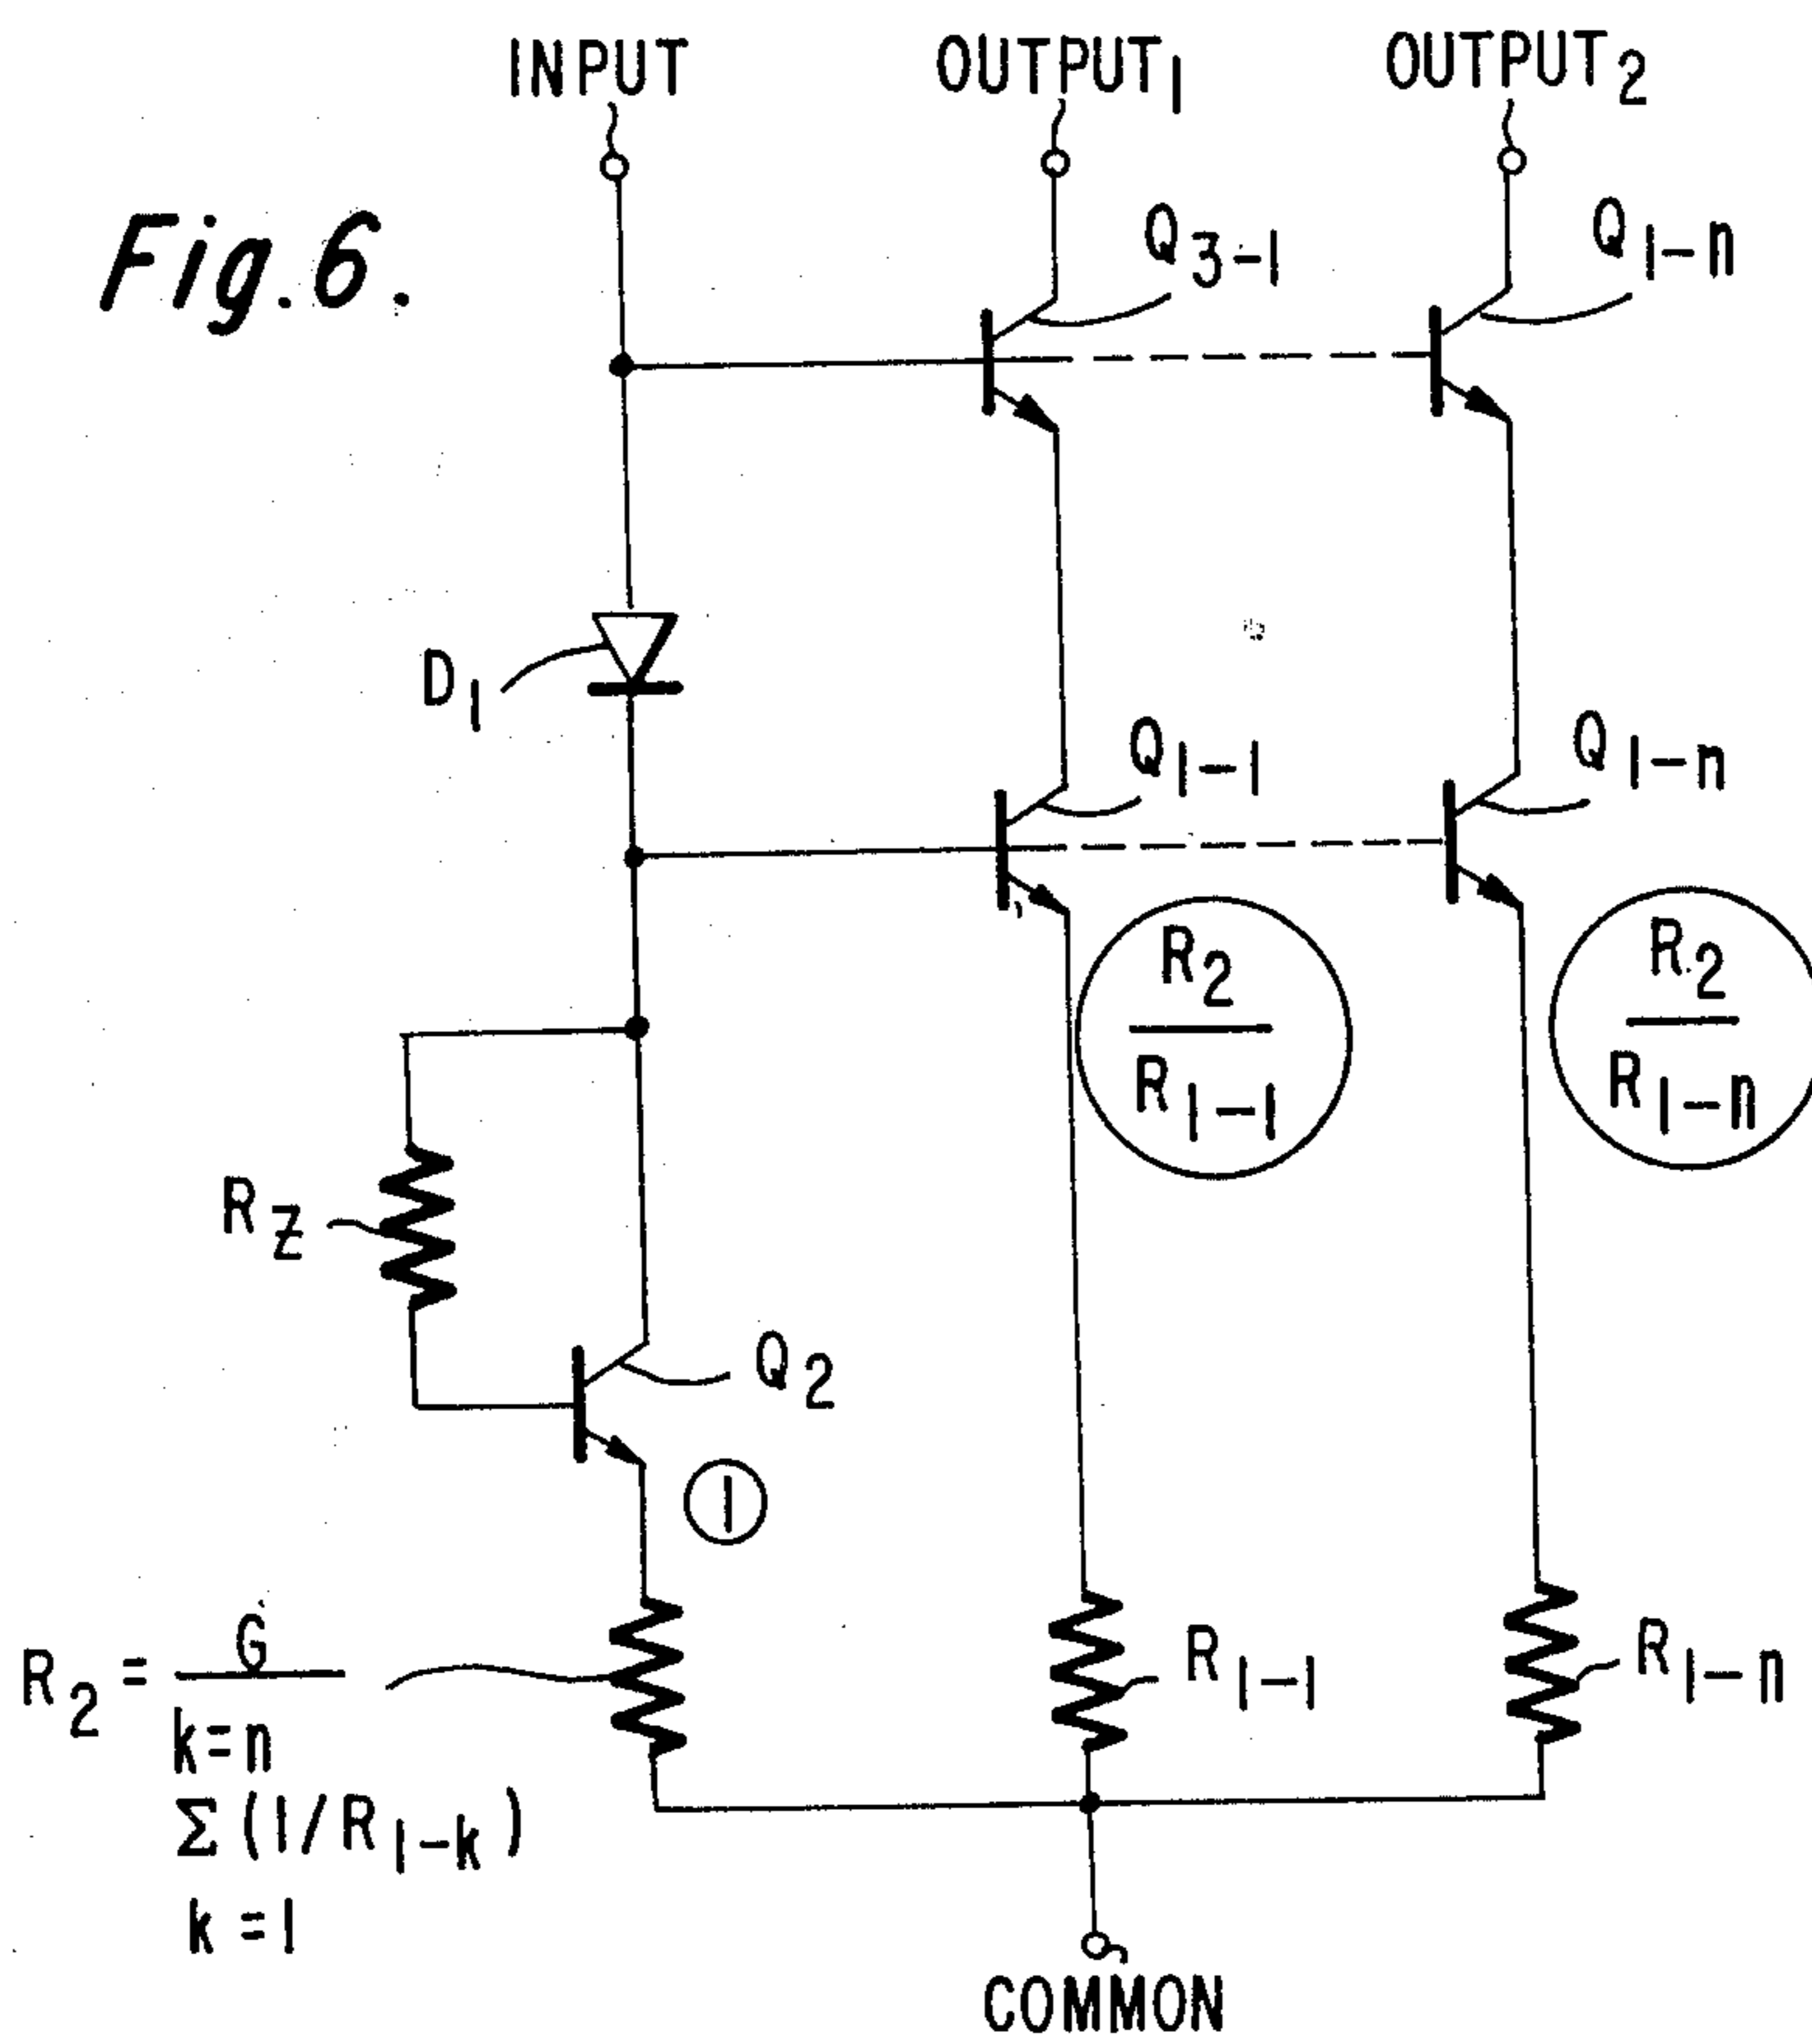 INPUT
OUTPUT1
OUTPUT2
Fig.6.
Q3-1
Q1-n
D1
Q1-1
Q1-n
R2
R1-1
R2
R1-n
RZ
Q2
1
R2 = G
k=n
Σ(1/R1-k)
k=1
R1-1
R1-n
COMMON